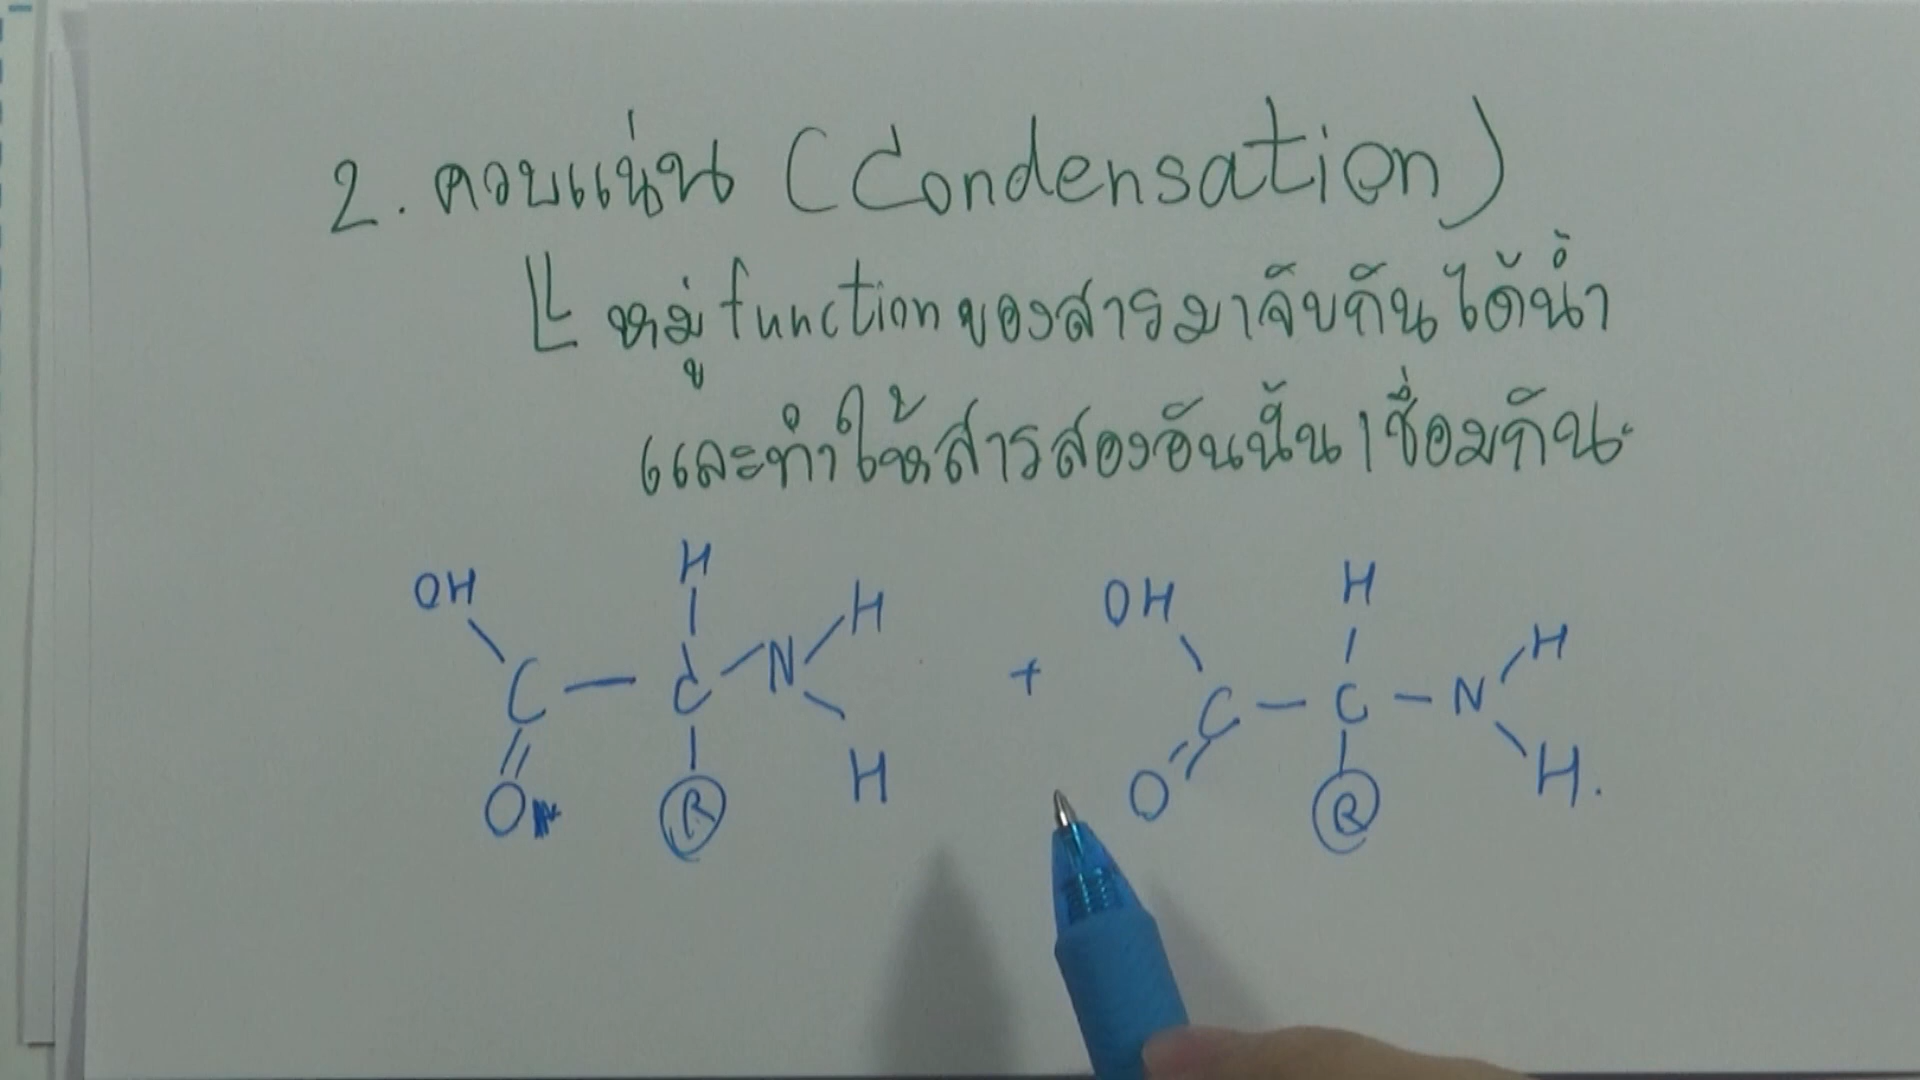 2. ควบแน่น (Condensation)
หมู่ function ของสารมาจับกัน ได้น้ำ
และทำให้สารสองอันนั้นเชื่อมกัน
H H
OH H OH H H
C — C — N + C — C — N
H H.
O R O R